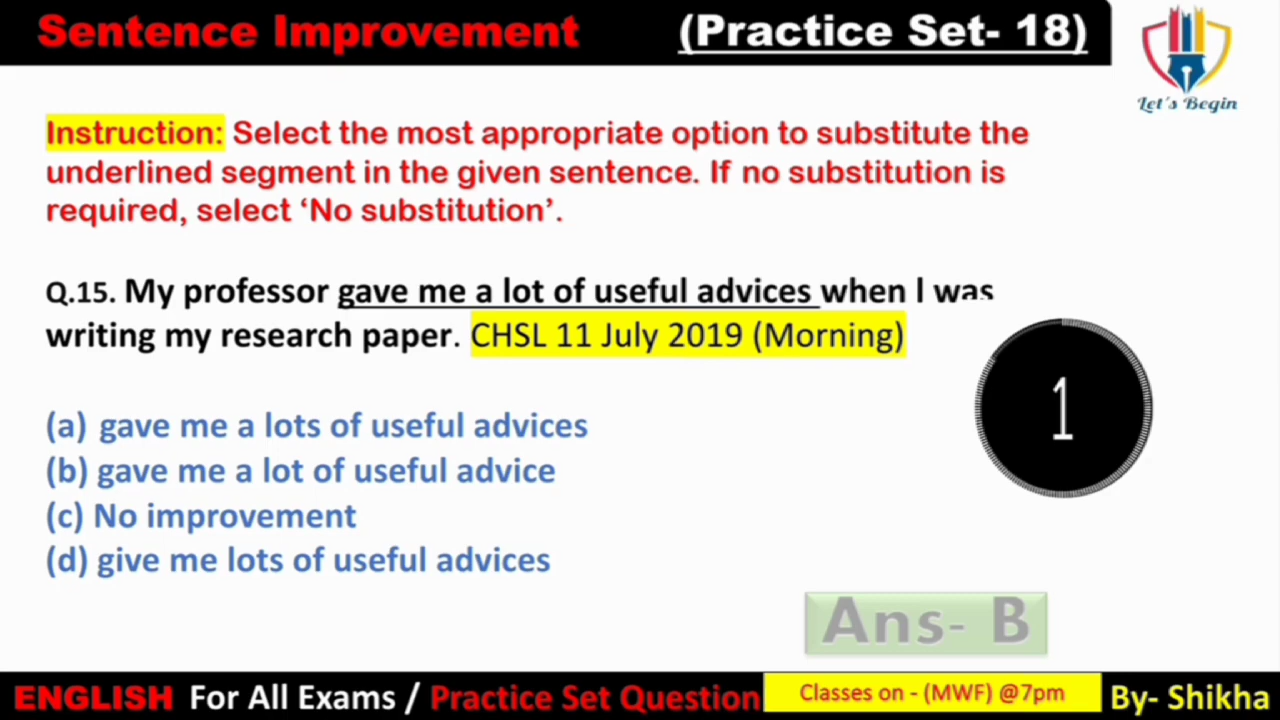 Sentence Improvement (Practice Set- 18)
Let's Begin
Instruction: Select the most appropriate option to substitute the
underlined segment in the given sentence. If no substitution is
required, select ‘No substitution’.
Q.15. My professor gave me a lot of useful advices when I was
writing my research paper. CHSL 11 July 2019 (Morning)
1
(a) gave me a lots of useful advices
(b) gave me a lot of useful advice
(c) No improvement
(d) give me lots of useful advices
Ans- B
ENGLISH For All Exams / Practice Set Question Classes on - (MWF) @7pm By- Shikha